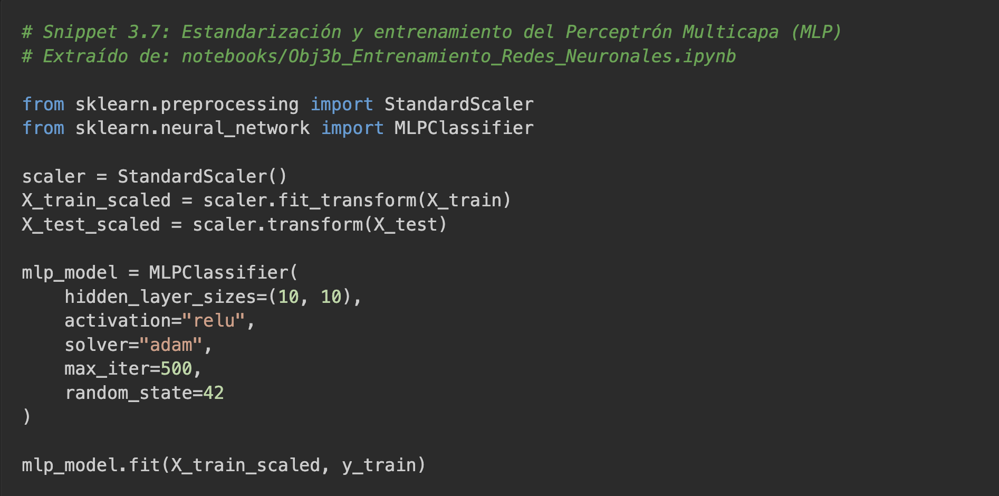 # Snippet 3.7: Estandarización y entrenamiento del Perceptrón Multicapa (MLP)
# Extraído de: notebooks/Obj3b_Entrenamiento_Redes_Neuronales.ipynb

from sklearn.preprocessing import StandardScaler
from sklearn.neural_network import MLPClassifier

scaler = StandardScaler()
X_train_scaled = scaler.fit_transform(X_train)
X_test_scaled = scaler.transform(X_test)

mlp_model = MLPClassifier(
    hidden_layer_sizes=(10, 10),
    activation="relu",
    solver="adam",
    max_iter=500,
    random_state=42
)

mlp_model.fit(X_train_scaled, y_train)